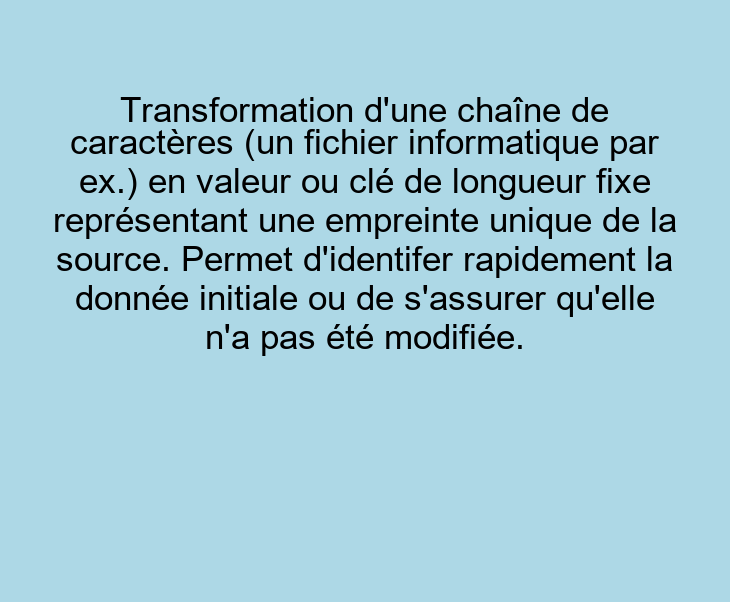 Transformation d'une chaîne de
caractères (un fichier informatique par
ex.) en valeur ou clé de longueur fixe
représentant une empreinte unique de la
source. Permet d'identifer rapidement la
donnée initiale ou de s'assurer qu'elle
n'a pas été modifiée.